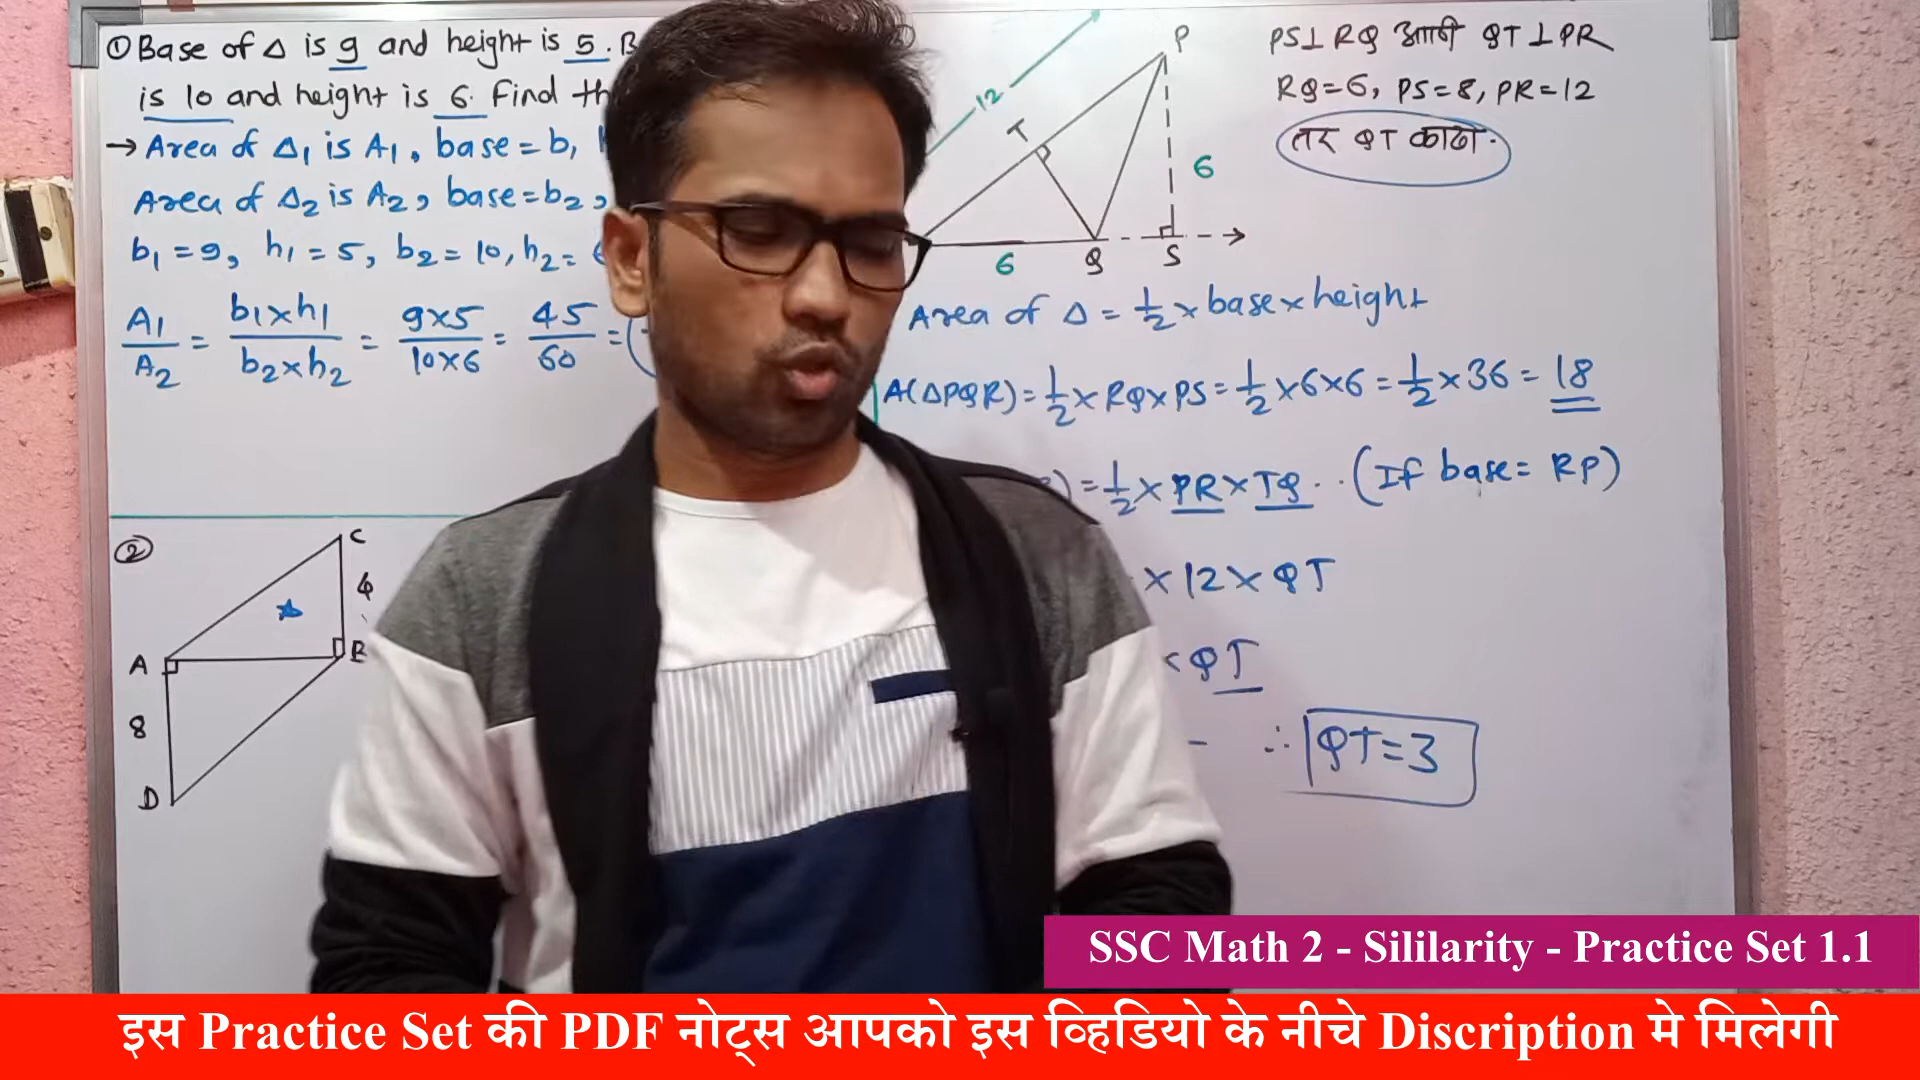 ① Base of Δ is 9 and height is 5. B
is 10 and height is 6. Find th
→ Area of Δ1 is A1, base = b,
Area of Δ2 is A2, base = b2,
b1 = 9, h1 = 5, b2 = 10, h2 =
A1/A2 = b1×h1/b2×h2 = 9×5/10×6 = 45/60 = (
②
C
4
A
B
8
D
12
P
T
6
6
Q
S
PS⊥RQ आणि QT⊥PR
RQ=6, PS=8, PR=12
तर QT काढा.
Area of Δ = 1/2 × base × height
A(ΔPQR) = 1/2 × RQ × PS = 1/2 × 6 × 6 = 1/2 × 36 = 18
) = 1/2 × PR × TQ .. (If base = RP)
× 12 × QT
× QT
∴ QT = 3
SSC Math 2 - Sililarity - Practice Set 1.1
इस Practice Set की PDF नोट्स आपको इस व्हिडियो के नीचे Discription मे मिलेगी